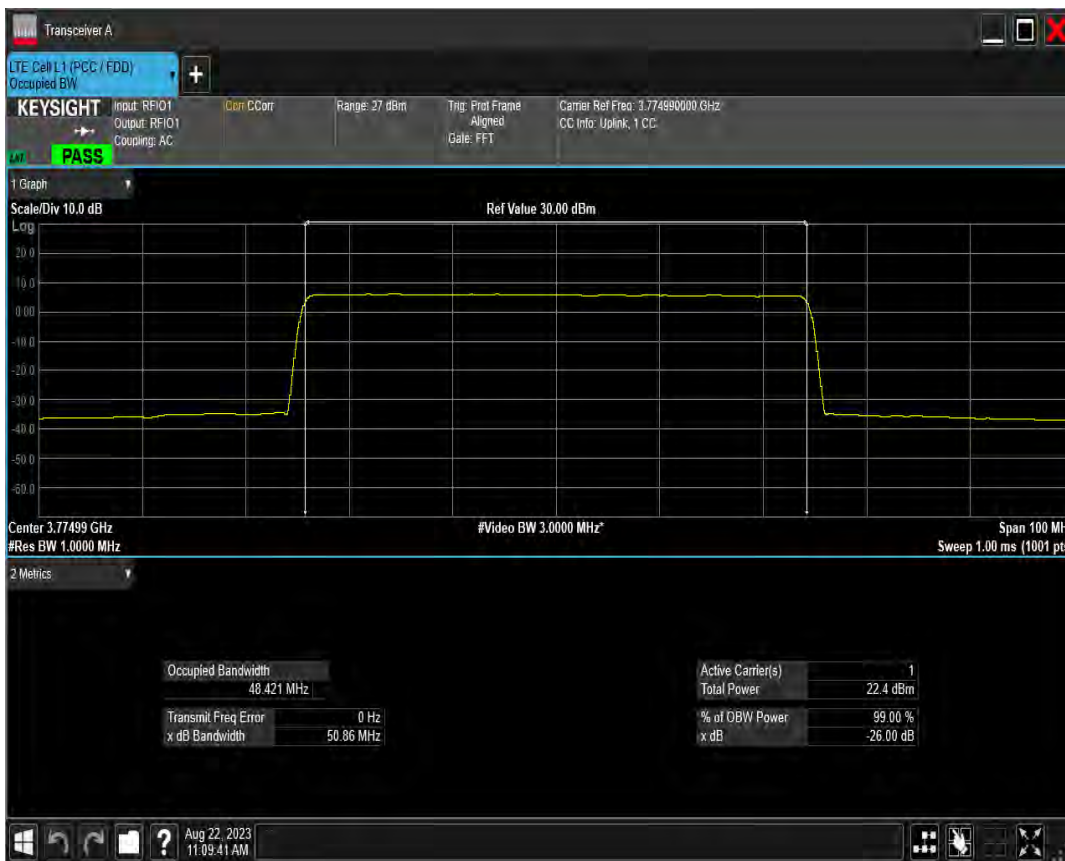 Transceiver A
LTE Cell L1 (PCC / FDD)
Occupied BW
KEYSIGHT
PASS
Input: RFIO1
Output: RFIO1
Coupling: AC
Corr CCorr
Range: 27 dBm
Trig: Prot Frame
Aligned
Gate: FFT
Carrier Ref Freq: 3.774990000 GHz
CC Info: Uplink, 1 CC
1 Graph
Scale/Div 10.0 dB
Ref Value 30.00 dBm
Log
20.0
10.0
0.00
-10.0
-20.0
-30.0
-40.0
-50.0
-60.0
Center 3.77499 GHz
#Video BW 3.0000 MHz*
Span 100 MH
#Res BW 1.0000 MHz
Sweep 1.00 ms (1001 pts
2 Metrics
Occupied Bandwidth
48.421 MHz
Transmit Freq Error 0 Hz
x dB Bandwidth 50.86 MHz
Active Carrier(s) 1
Total Power 22.4 dBm
% of OBW Power 99.00 %
x dB -26.00 dB
?
Aug 22, 2023
11:09:41 AM